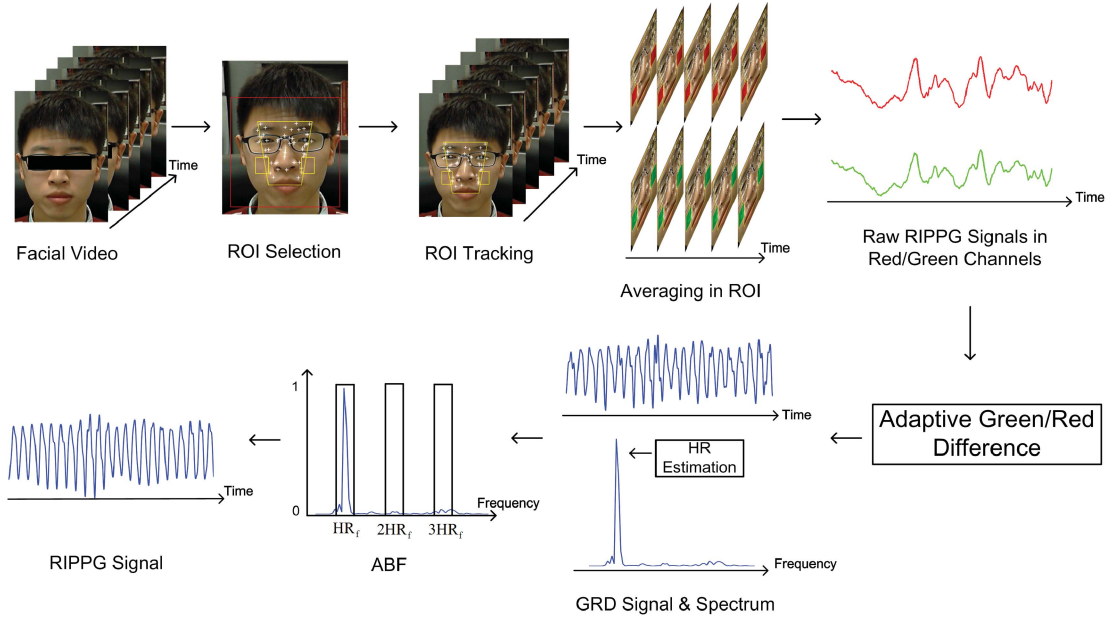 Time
Facial Video
ROI Selection
Time
ROI Tracking
Time
Averaging in ROI
Time
Raw RIPPG Signals in
Red/Green Channels
Adaptive Green/Red
Difference
Time
HR
Estimation
Frequency
GRD Signal & Spectrum
1
0
Frequency
HRf
2HRf
3HRf
ABF
Time
RIPPG Signal